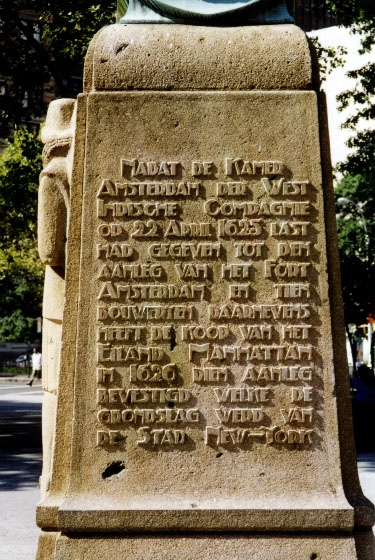 NADAT DE KAMER
AMSTERDAM DER WEST
INDISCHE COMPAGNIE
OP 22 APRIL 1625 LAST
HAD GEGEVEN TOT DEN
AANLEG VAN HET FORT
AMSTERDAM EN TIEN
BOUWERYEN DAARNEVENS
HEEFT DE KOOP VAN HET
EILAND MANHATTAN
IN 1626 DIEN AANLEG
BEVESTIGD WELKE DE
GRONDSLAG WERD VAN
DE STAD NEW-YORK